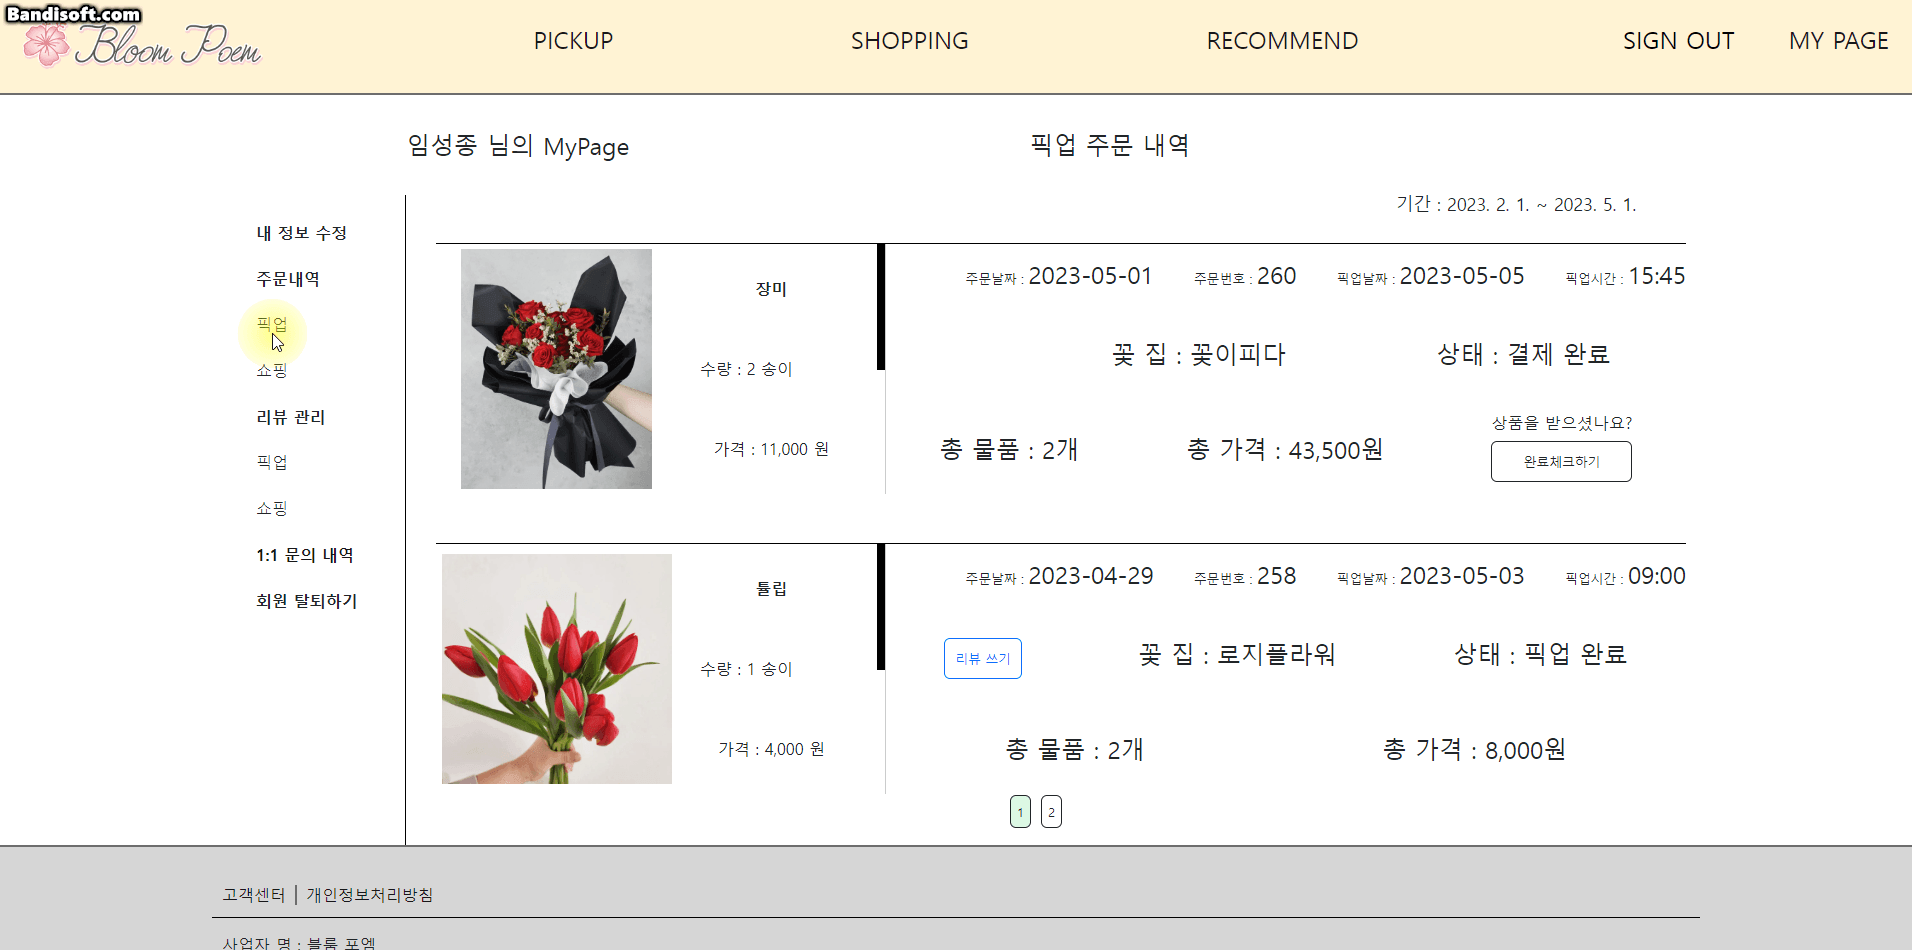 Bandisoft.com
Bloom Poem
PICKUP SHOPPING RECOMMEND SIGN OUT MY PAGE
임성종 님의 MyPage
픽업 주문 내역
기간 : 2023. 2. 1. ~ 2023. 5. 1.
내 정보 수정
주문내역
픽업
쇼핑
리뷰 관리
픽업
쇼핑
1:1 문의 내역
회원 탈퇴하기
장미
수량 : 2 송이
가격 : 11,000 원
주문날짜 : 2023-05-01 주문번호 : 260 픽업날짜 : 2023-05-05 픽업시간 : 15:45
꽃 집 : 꽃이피다 상태 : 결제 완료
상품을 받으셨나요?
총 물품 : 2개 총 가격 : 43,500원
완료체크하기
튤립
수량 : 1 송이
가격 : 4,000 원
주문날짜 : 2023-04-29 주문번호 : 258 픽업날짜 : 2023-05-03 픽업시간 : 09:00
리뷰 쓰기 꽃 집 : 로지플라워 상태 : 픽업 완료
총 물품 : 2개 총 가격 : 8,000원
1 2
고객센터 | 개인정보처리방침
사업자 명 : 블룸 포엠